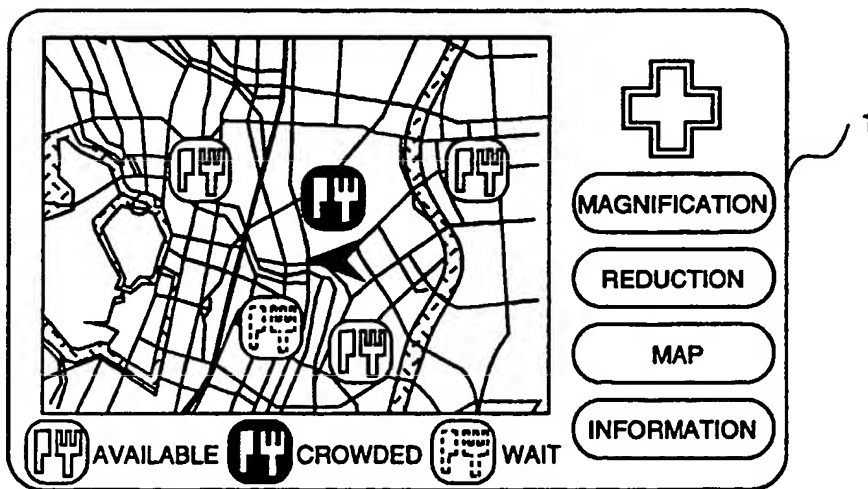 MAGNIFICATION
REDUCTION
MAP
INFORMATION
AVAILABLE CROWDED WAIT